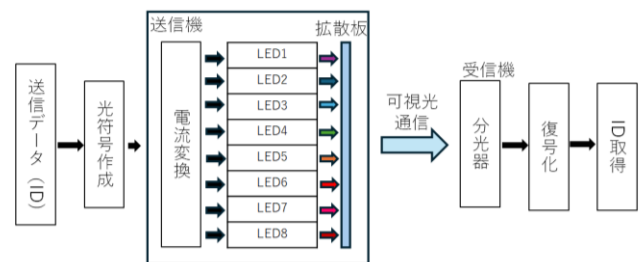 送信データ(ID)
光符号作成
送信機
電流変換
LED1
LED2
LED3
LED4
LED5
LED6
LED7
LED8
拡散板
可視光
通信
受信機
分光器
復号化
ID取得